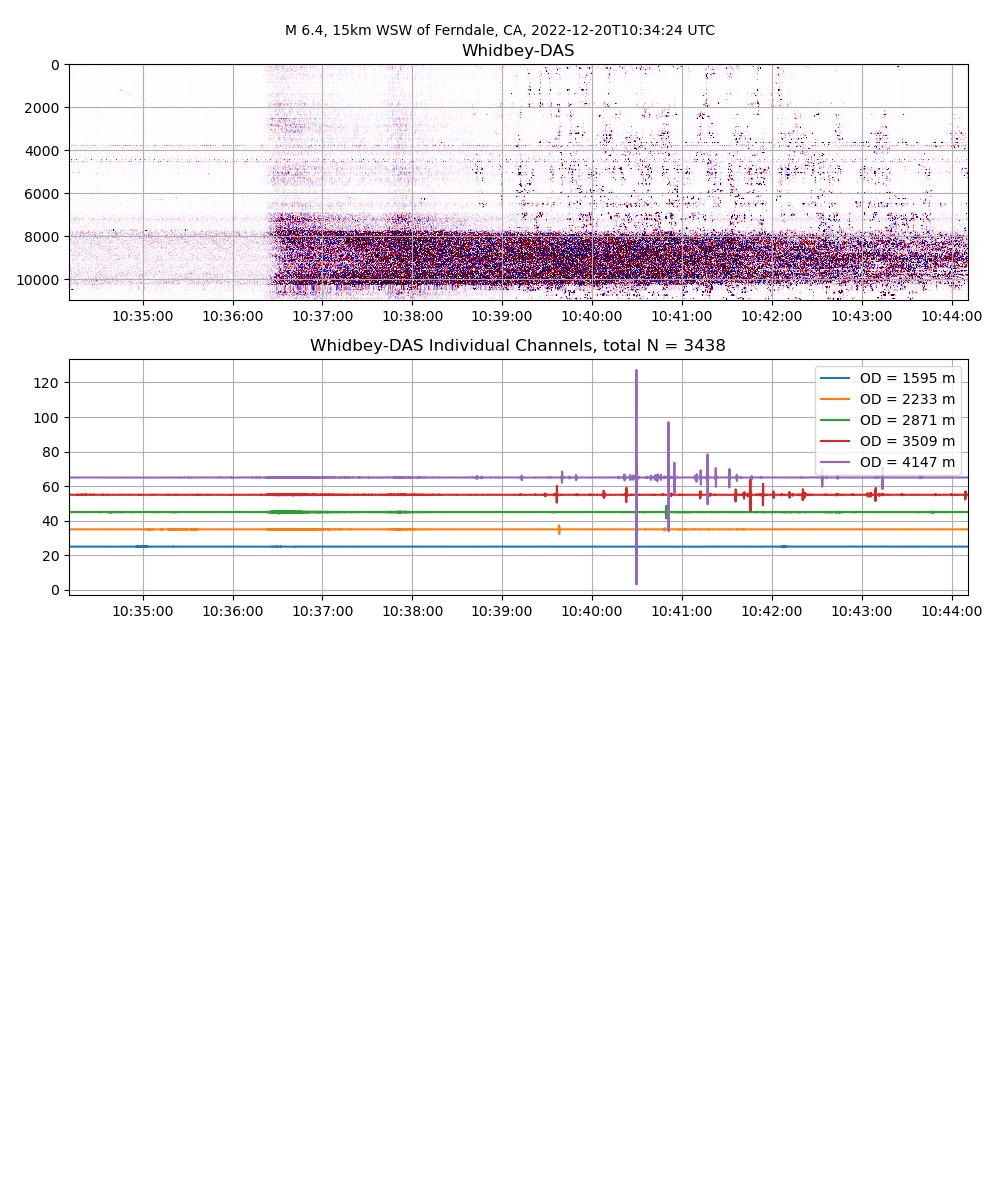 M 6.4, 15km WSW of Ferndale, CA, 2022-12-20T10:34:24 UTC
Whidbey-DAS
0
2000
4000
6000
8000
10000
10:35:00 10:36:00 10:37:00 10:38:00 10:39:00 10:40:00 10:41:00 10:42:00 10:43:00 10:44:00
Whidbey-DAS Individual Channels, total N = 3438
120
100
80
60
40
20
0
OD = 1595 m
OD = 2233 m
OD = 2871 m
OD = 3509 m
OD = 4147 m
10:35:00 10:36:00 10:37:00 10:38:00 10:39:00 10:40:00 10:41:00 10:42:00 10:43:00 10:44:00